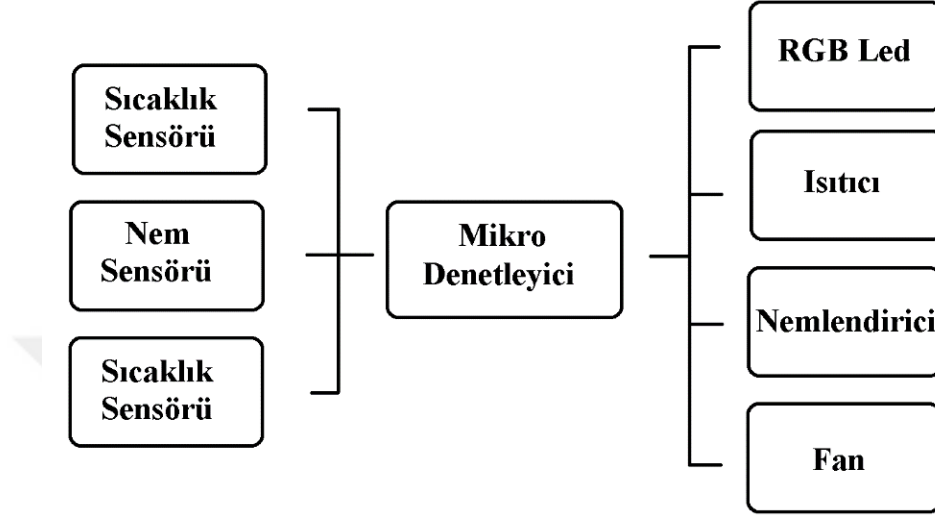 Sıcaklık
Sensörü
Nem
Sensörü
Sıcaklık
Sensörü
Mikro
Denetleyici
RGB Led
Isıtıcı
Nemlendirici
Fan